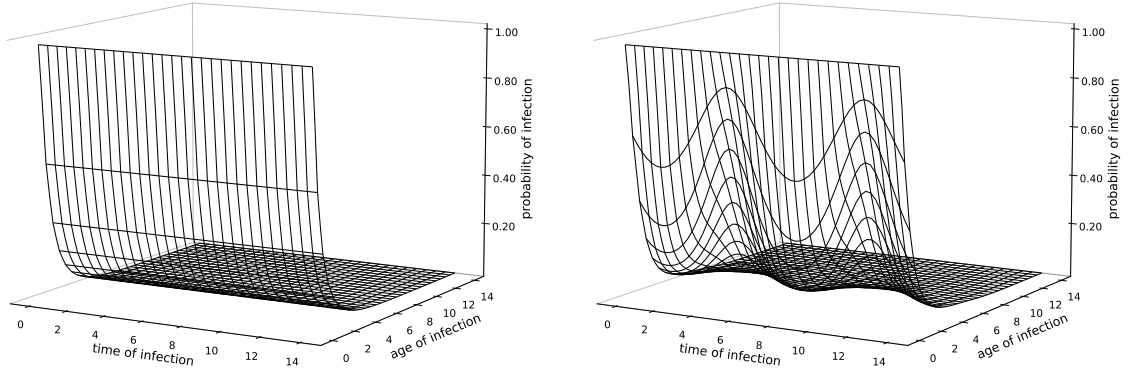 1.00
0.80
0.60
0.40
0.20
probability of infection
0 2 4 6 8 10 12 14
time of infection
0 2 4 6 8 10 12 14
age of infection
1.00
0.80
0.60
0.40
0.20
probability of infection
0 2 4 6 8 10 12 14
time of infection
0 2 4 6 8 10 12 14
age of infection